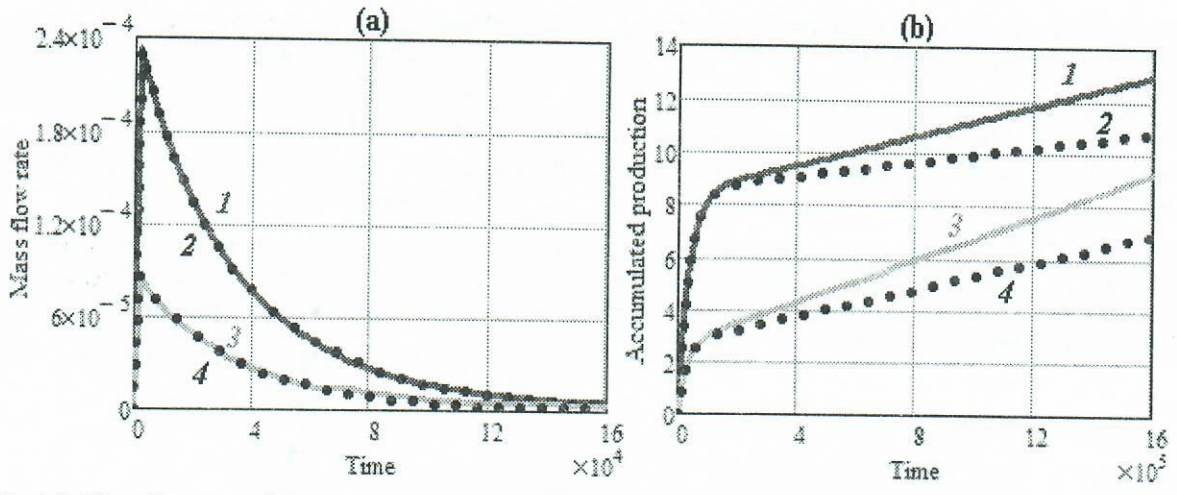 (a)
2.4×10⁻⁴
1.8×10⁻⁴
1.2×10⁻⁴
6×10⁻⁵
0
Mass flow rate
1
2
3
4
0 4 8 12 16
Time
×10⁴
(b)
14
12
10
8
6
4
2
0
Accumulated production
1
2
3
4
0 4 8 12 16
Time
×10⁵